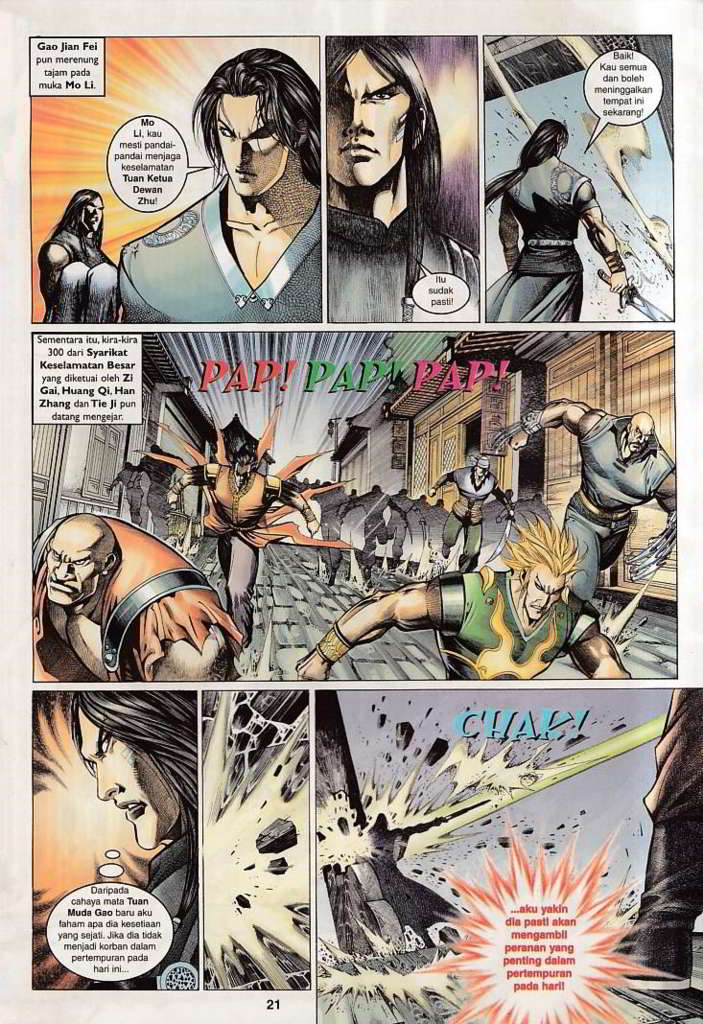 Gao Jian Fei
pun merenung
tajam pada
muka Mo Li.
Mo
Li, kau
mesti pandai-
pandai menjaga
keselamatan
Tuan Ketua
Dewan
Zhu!
Itu
sudak
pasti!
Baik!
Kau semua
dan boleh
meninggalkan
tempat ini
sekarang!
Sementara itu, kira-kira
300 dari Syarikat
Keselamatan Besar
yang diketuai oleh Zi
Gai, Huang Qi, Han
Zhang dan Tie Ji pun
datang mengejar.
PAP! PAP! PAP!
Daripada
cahaya mata Tuan
Muda Gao baru aku
faham apa dia kesetiaan
yang sejati. Jika dia tidak
menjadi korban dalam
pertempuran pada
hari ini...
CHAK!
...aku yakin
dia pasti akan
mengambil
peranan yang
penting dalam
pertempuran
pada hari!
21